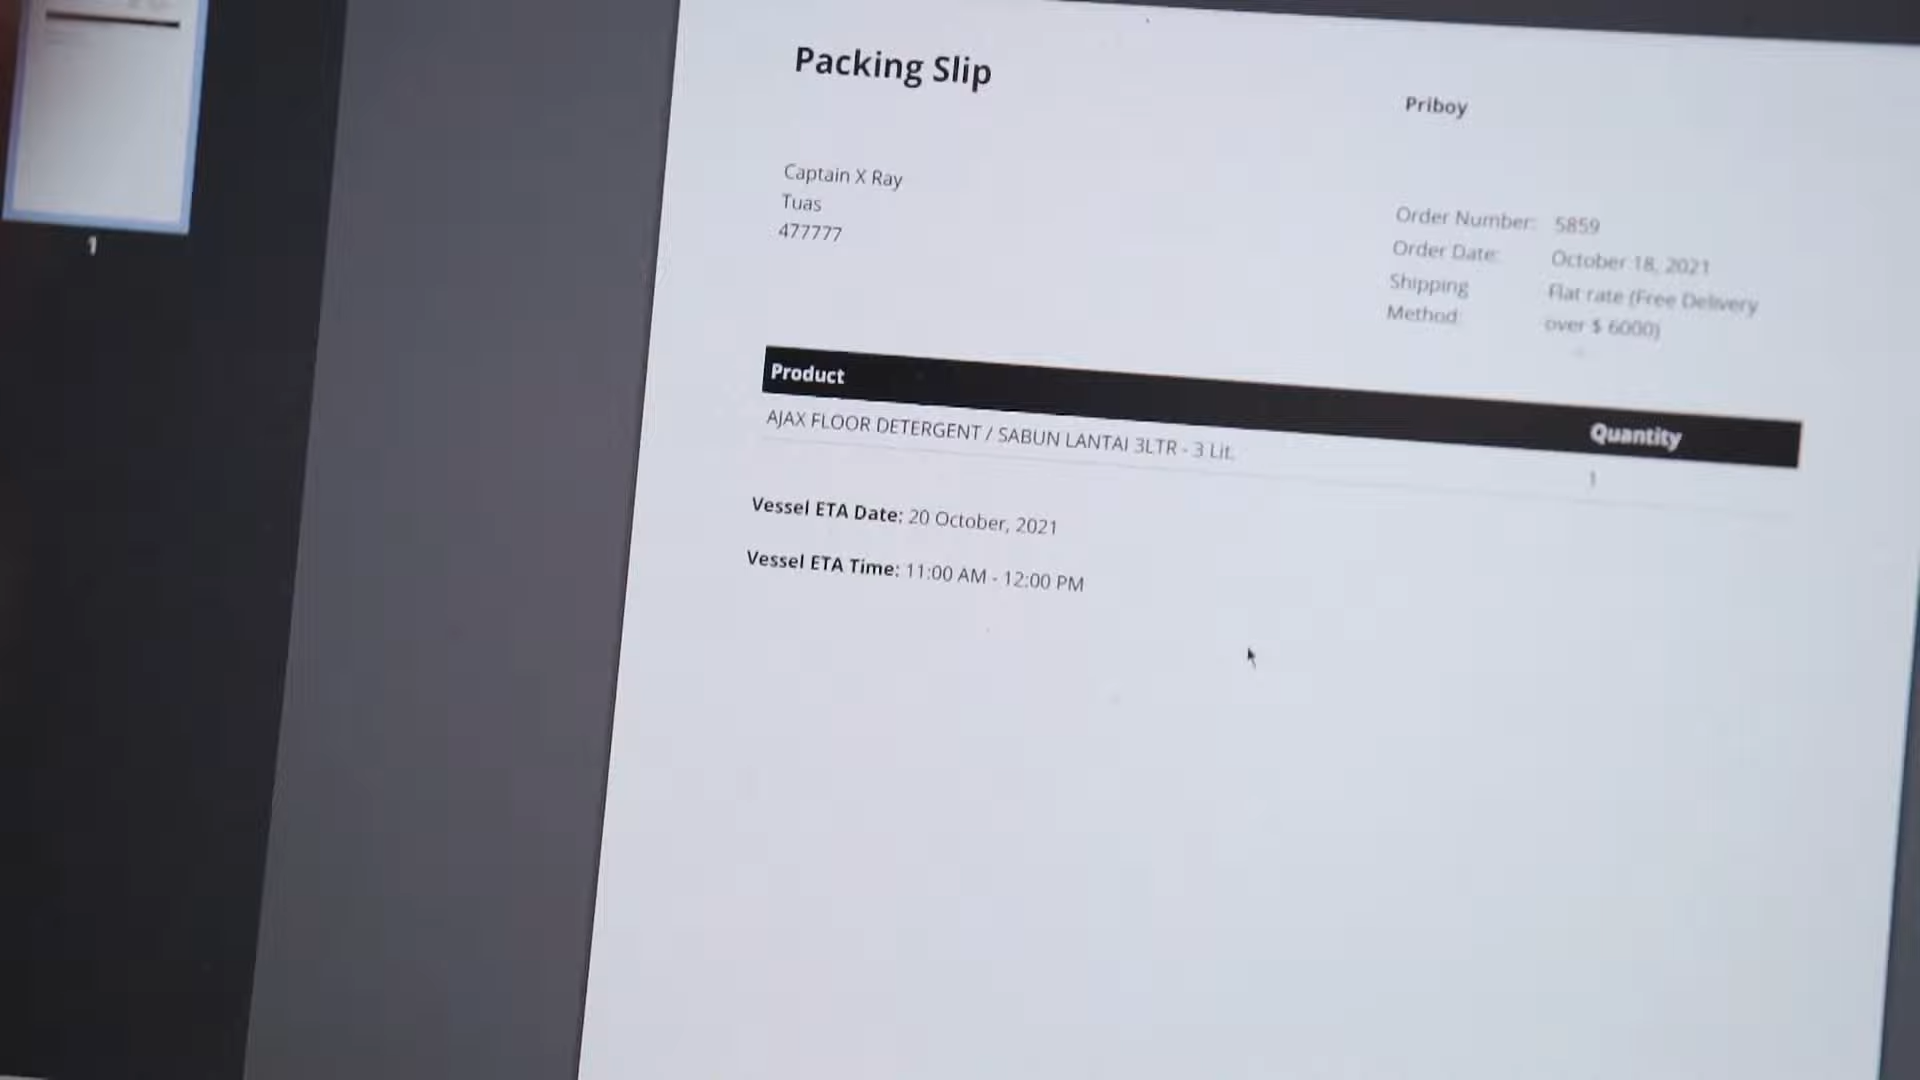 Packing Slip
Priboy
Captain X Ray
Tuas
477777
Order Number: 5859
Order Date: October 18, 2021
Shipping Method: Flat rate (Free Delivery over $ 6000)
Product Quantity
AJAX FLOOR DETERGENT / SABUN LANTAI 3LTR - 3 Lit. 1
Vessel ETA Date: 20 October, 2021
Vessel ETA Time: 11:00 AM - 12:00 PM
1